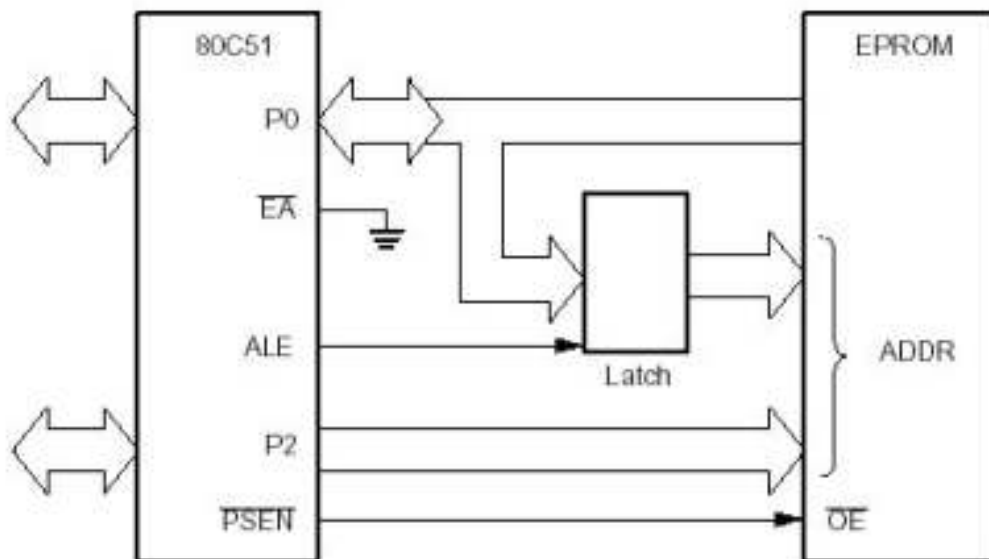 80C51
EPROM
P0
EA
ALE
Latch
ADDR
P2
PSEN
OE